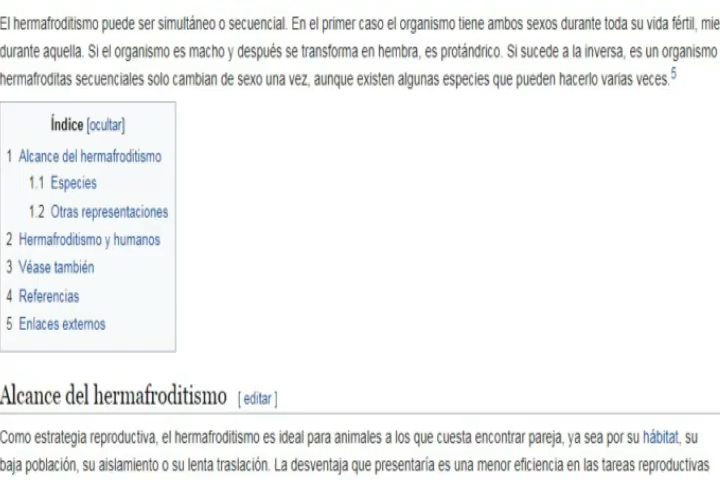 El hermafroditismo puede ser simultáneo o secuencial. En el primer caso el organismo tiene ambos sexos durante toda su vida fértil, mie
durante aquella. Si el organismo es macho y después se transforma en hembra, es protándrico. Si sucede a la inversa, es un organismo
hermafroditas secuenciales solo cambian de sexo una vez, aunque existen algunas especies que pueden hacerlo varias veces.5
Índice [ocultar]
1 Alcance del hermafroditismo
1.1 Especies
1.2 Otras representaciones
2 Hermafroditismo y humanos
3 Véase también
4 Referencias
5 Enlaces externos
Alcance del hermafroditismo [ editar ]
Como estrategia reproductiva, el hermafroditismo es ideal para animales a los que cuesta encontrar pareja, ya sea por su hábitat, su
baja población, su aislamiento o su lenta traslación. La desventaja que presentaría es una menor eficiencia en las tareas reproductivas